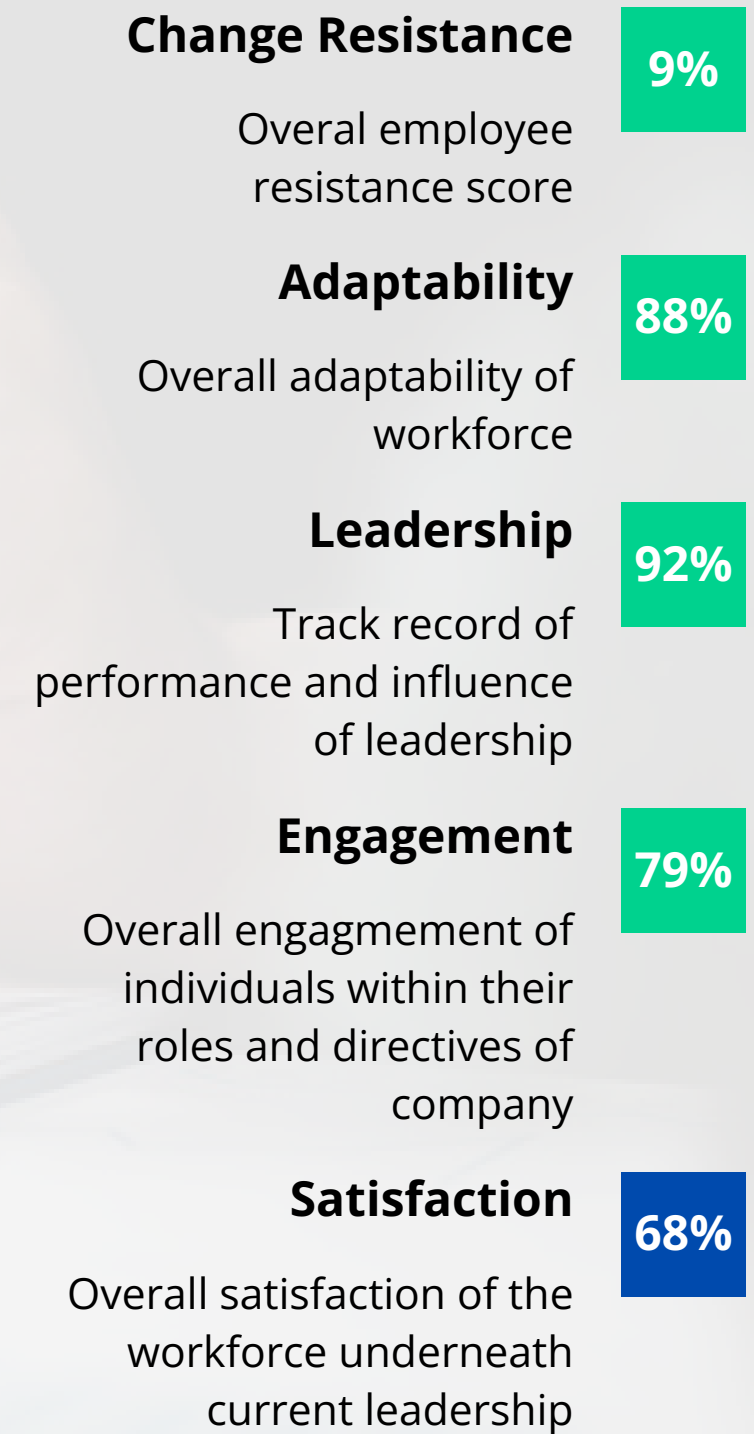 Change Resistance
9%
Overal employee
resistance score
Adaptability
88%
Overall adaptability of
workforce
Leadership
92%
Track record of
performance and influence
of leadership
Engagement
79%
Overall engagmement of
individuals within their
roles and directives of
company
Satisfaction
68%
Overall satisfaction of the
workforce underneath
current leadership